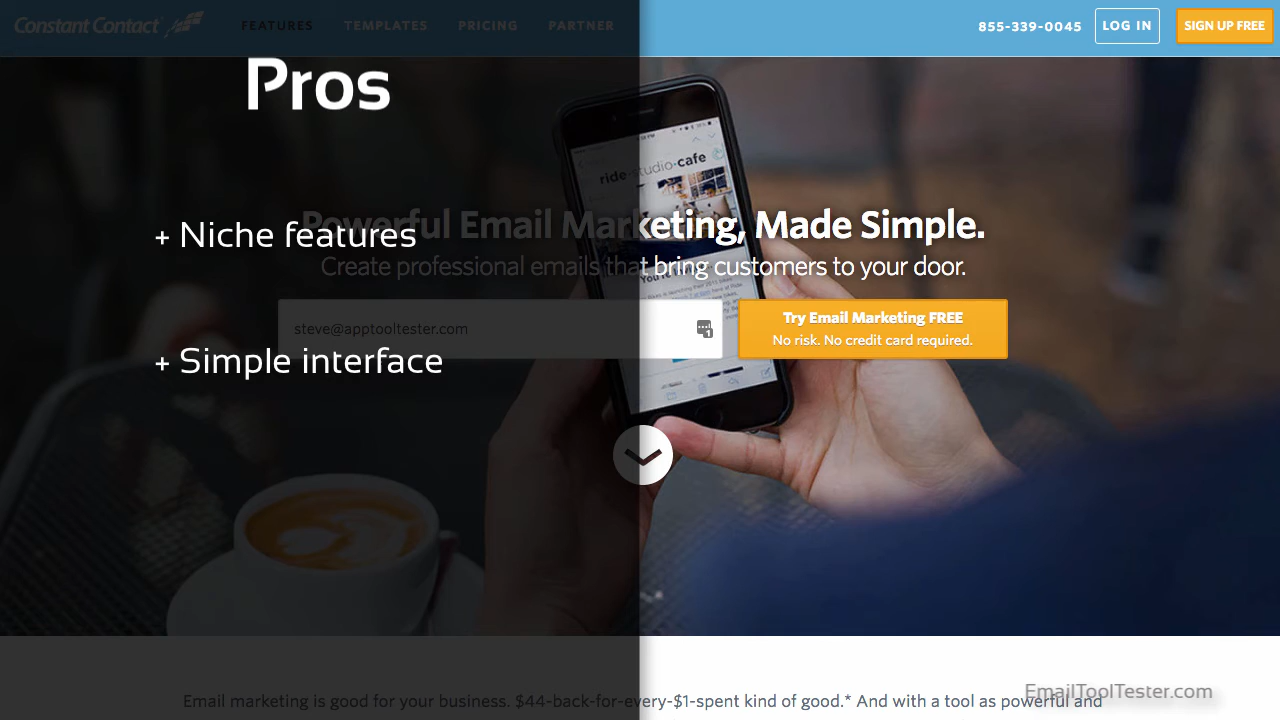 Constant Contact FEATURES TEMPLATES PRICING PARTNER 855-339-0045 LOG IN SIGN UP FREE
Pros
ride·studio·cafe
+ Niche features
Powerful Email Marketing, Made Simple.
Create professional emails that bring customers to your door.
steve@apptooltester.com
1
Try Email Marketing FREE
No risk. No credit card required.
+ Simple interface
EmailToolTester.com
Email marketing is good for your business. $44-back-for-every-$1-spent kind of good.* And with a tool as powerful and